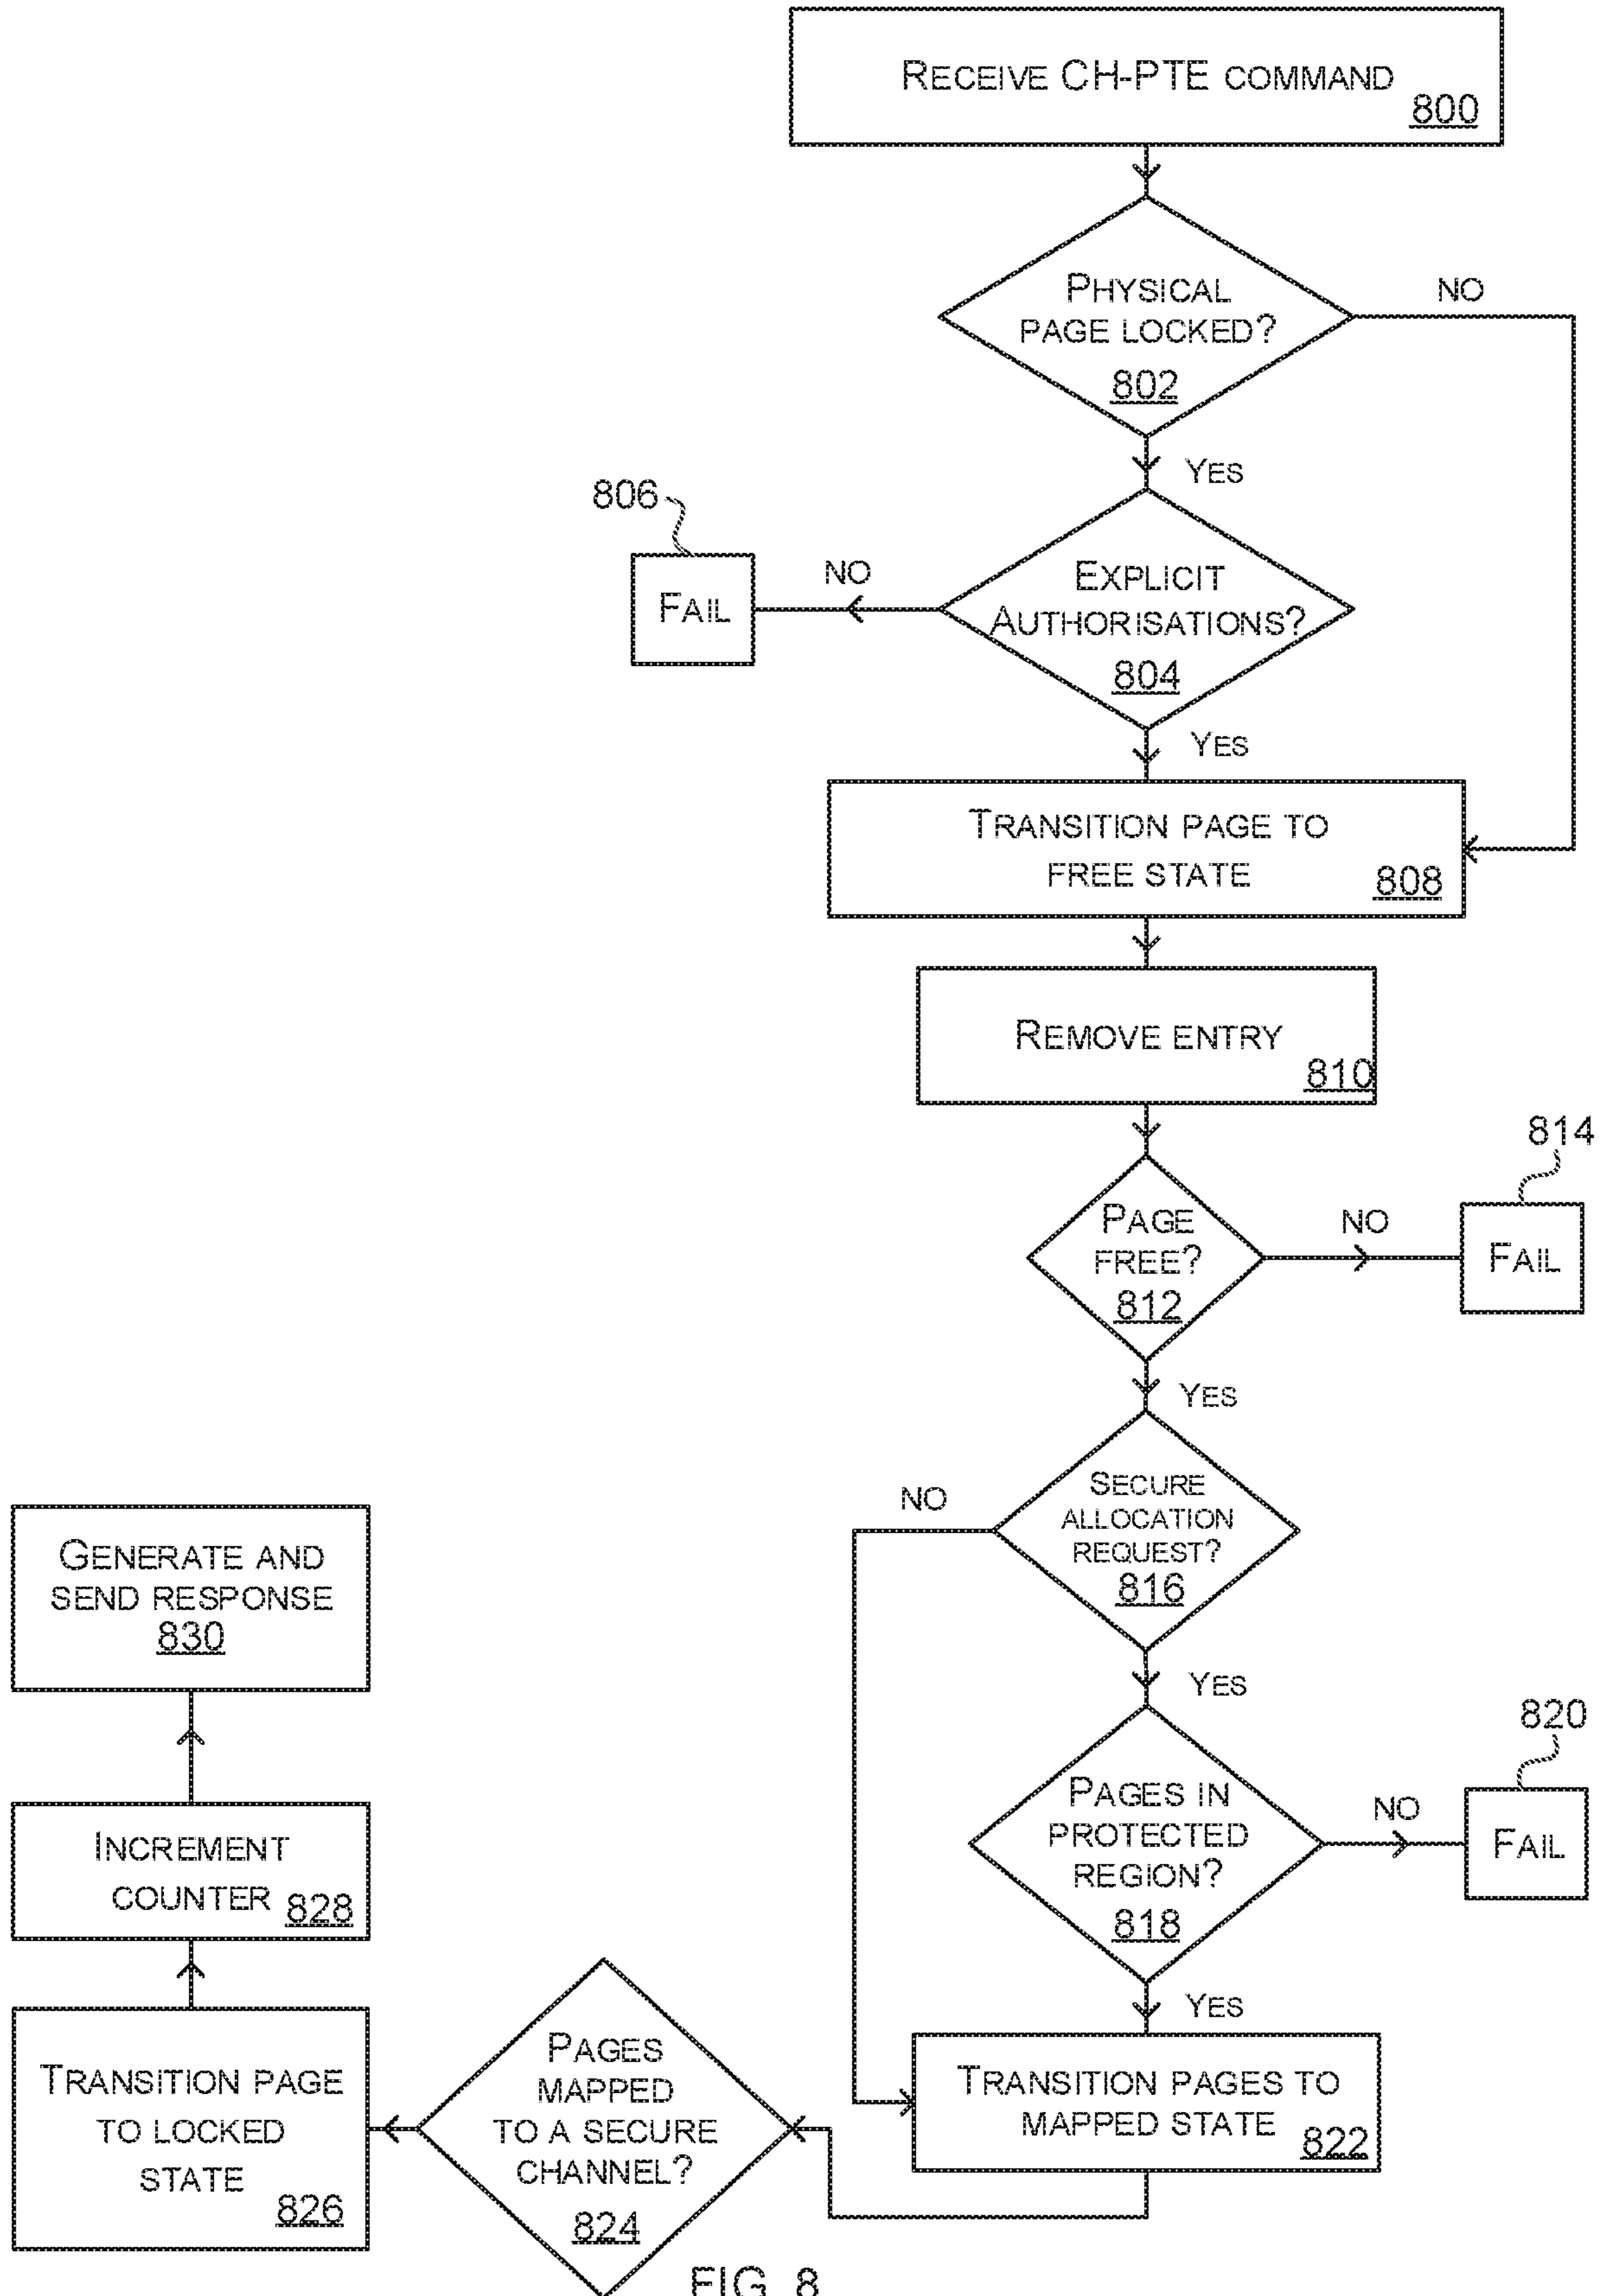 RECEIVE CH-PTE COMMAND
800
PHYSICAL
PAGE LOCKED?
802
NO
YES
806
FAIL
NO
EXPLICIT
AUTHORISATIONS?
804
YES
TRANSITION PAGE TO
FREE STATE
808
REMOVE ENTRY
810
PAGE
FREE?
812
NO
814
FAIL
YES
SECURE
ALLOCATION
REQUEST?
816
NO
YES
PAGES IN
PROTECTED
REGION?
818
NO
820
FAIL
YES
TRANSITION PAGES TO
MAPPED STATE
822
PAGES
MAPPED
TO A SECURE
CHANNEL?
824
TRANSITION PAGE
TO LOCKED
STATE
826
INCREMENT
COUNTER
828
GENERATE AND
SEND RESPONSE
830
FIG. 8